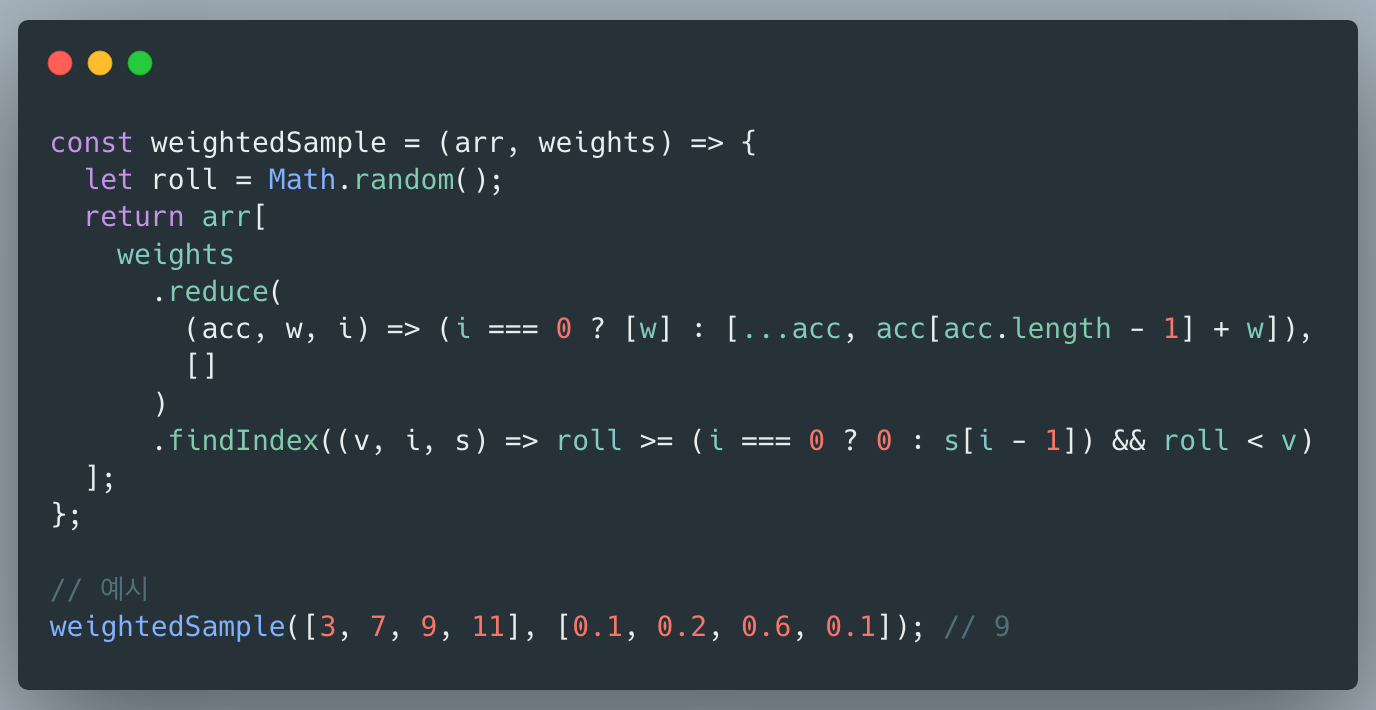 const weightedSample = (arr, weights) => {
  let roll = Math.random();
  return arr[
    weights
      .reduce(
        (acc, w, i) => (i === 0 ? [w] : [...acc, acc[acc.length - 1] + w]),
        []
      )
      .findIndex((v, i, s) => roll >= (i === 0 ? 0 : s[i - 1]) && roll < v)
  ];
};

// 예시
weightedSample([3, 7, 9, 11], [0.1, 0.2, 0.6, 0.1]); // 9